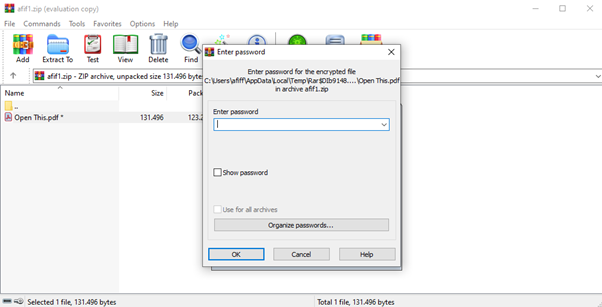 afif1.zip (evaluation copy)
File Commands Tools Favorites Options Help
Add Extract To Test View Delete Find
afif1.zip - ZIP archive, unpacked size 131.496 byte
Name Size Pack
..
Open This.pdf * 131.496 123.2
Enter password
Enter password for the encrypted file
C:\Users\afiff\AppData\Local\Temp\Rar$DIb9148....\Open This.pdf
in archive afif1.zip
Enter password
Show password
Use for all archives
Organize passwords...
OK Cancel Help
Selected 1 file, 131.496 bytes Total 1 file, 131.496 bytes